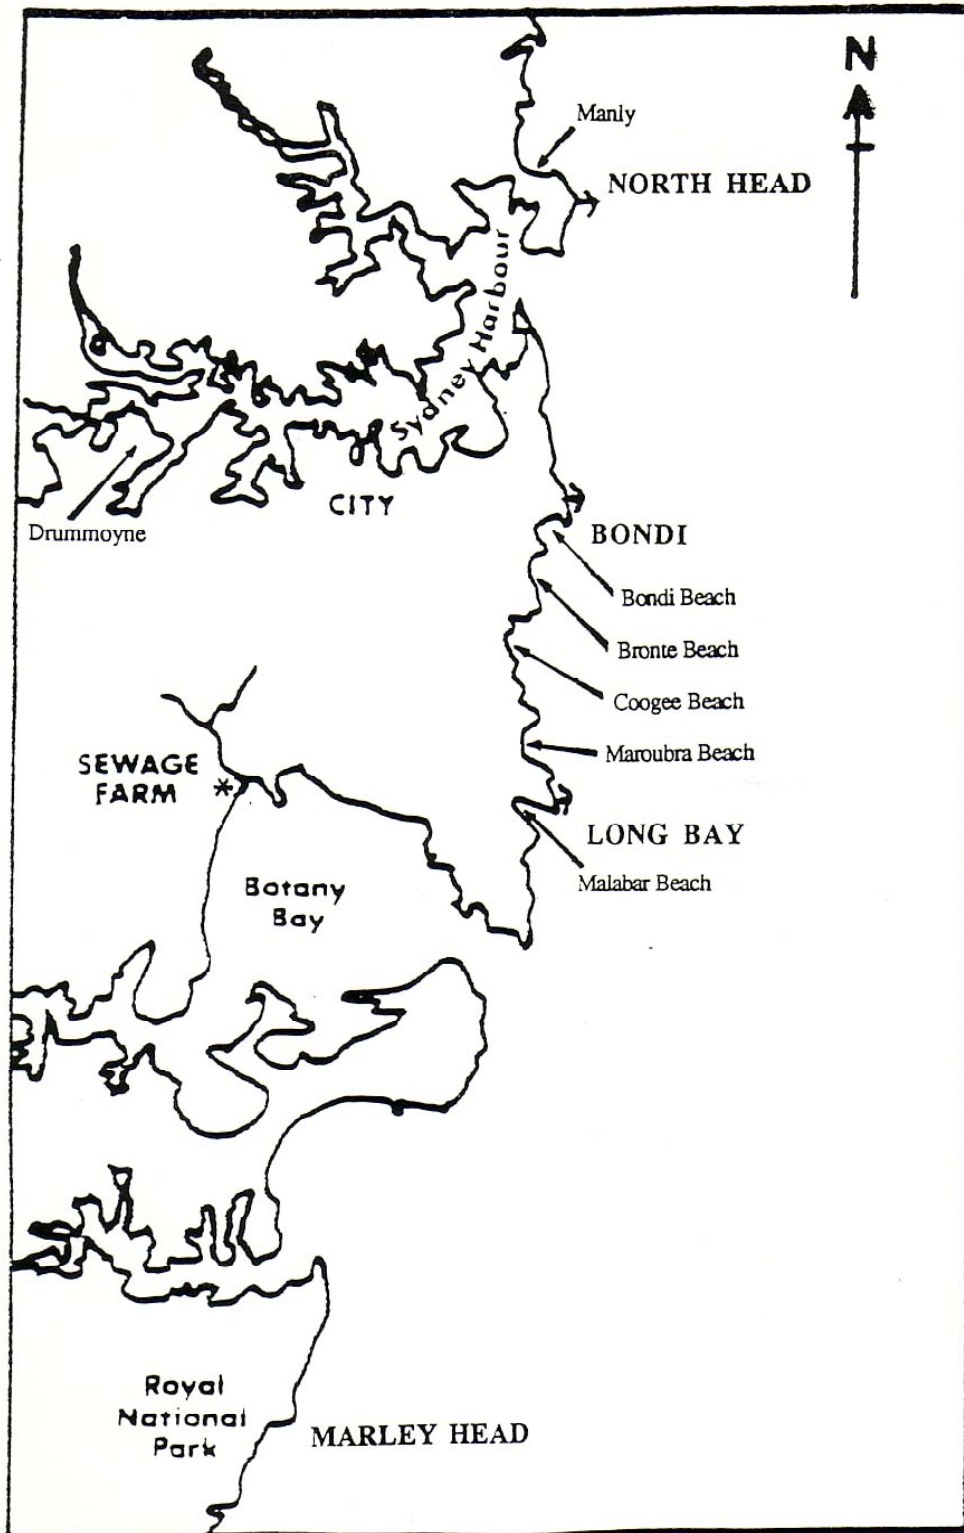 N
Manly
NORTH HEAD
Sydney Harbour
CITY
Drummoyne
BONDI
Bondi Beach
Bronte Beach
Coogee Beach
Maroubra Beach
SEWAGE
FARM
LONG BAY
Malabar Beach
Botany
Bay
Royal
National
Park
MARLEY HEAD